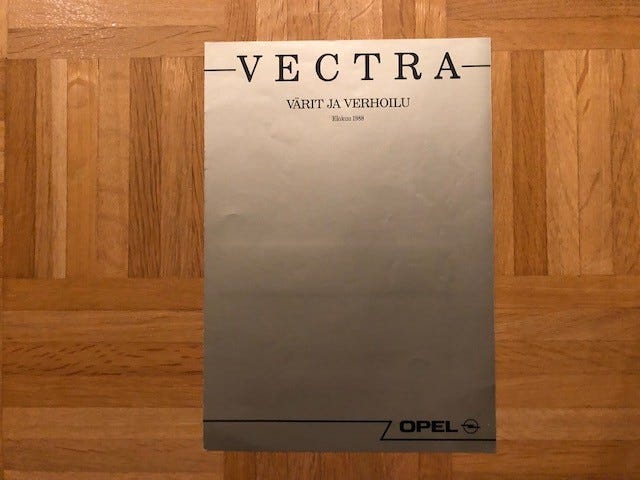 VECTRA
VÄRIT JA VERHOILU
Elokuu 1988
OPEL